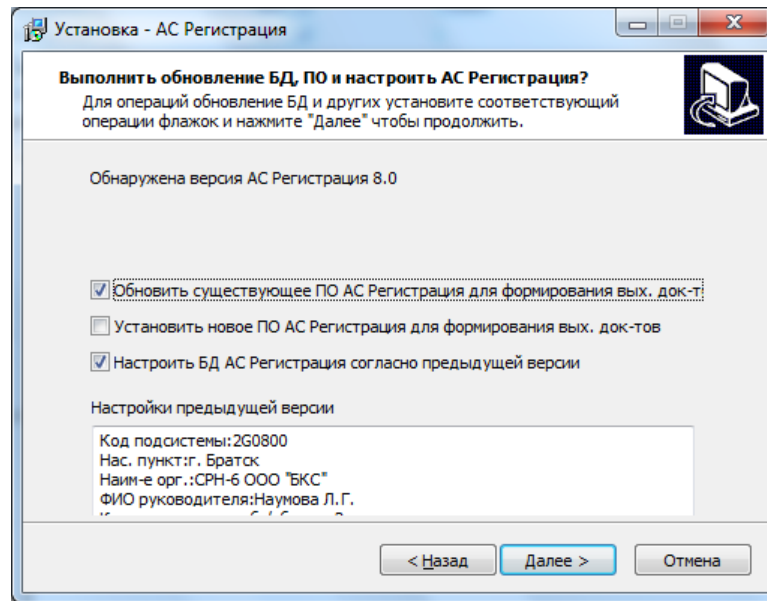 Установка - АС Регистрация
Выполнить обновление БД, ПО и настроить АС Регистрация?
Для операций обновление БД и других установите соответствующий
операции флажок и нажмите "Далее" чтобы продолжить.
Обнаружена версия АС Регистрация 8.0
Обновить существующее ПО АС Регистрация для формирования вых. док-т
Установить новое ПО АС Регистрация для формирования вых. док-тов
Настроить БД АС Регистрация согласно предыдущей версии
Настройки предыдущей версии
Код подсистемы:2G0800
Нас. пункт:г. Братск
Наим-е орг.:СРН-6 ООО "БКС"
ФИО руководителя:Наумова Л.Г.
< Назад
Далее >
Отмена